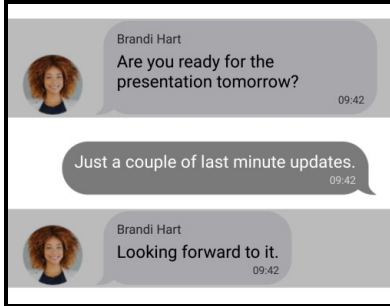 Brandi Hart
Are you ready for the
presentation tomorrow?
09:42
Just a couple of last minute updates.
09:42
Brandi Hart
Looking forward to it.
09:42